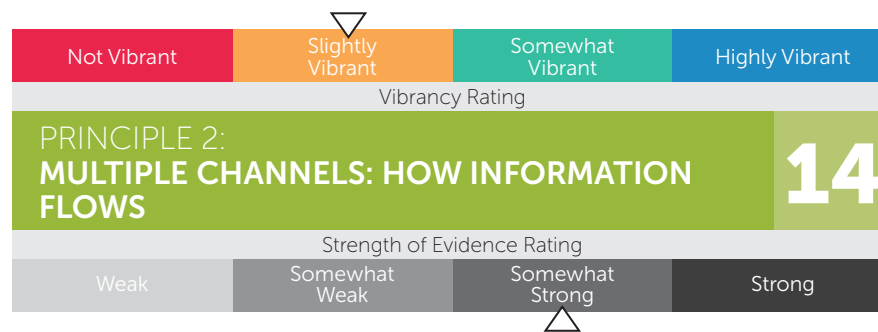 Not Vibrant
Slightly
Vibrant
Somewhat
Vibrant
Highly Vibrant
Vibrancy Rating
PRINCIPLE 2:
MULTIPLE CHANNELS: HOW INFORMATION
FLOWS
14
Strength of Evidence Rating
Weak
Somewhat
Weak
Somewhat
Strong
Strong